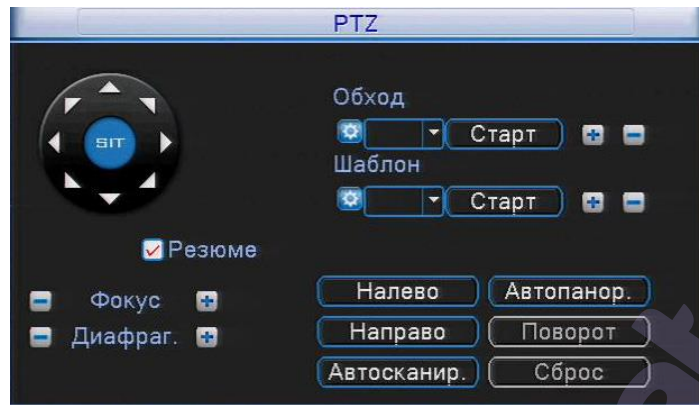 PTZ
SIT
Обход
Старт
Шаблон
Старт
Резюме
Фокус
Диафраг.
Налево Автопанор.
Направо Поворот
Автосканир. Сброс